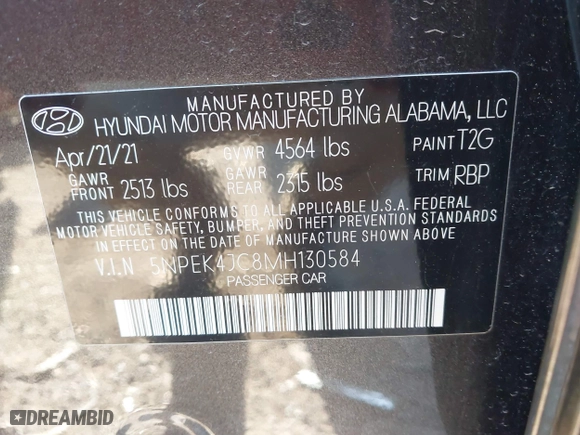 MANUFACTURED BY
HYUNDAI MOTOR MANUFACTURING ALABAMA, LLC
Apr/21/21 GVWR 4564 lbs PAINT T2G
GAWR FRONT 2513 lbs GAWR REAR 2315 lbs TRIM RBP
THIS VEHICLE CONFORMS TO ALL APPLICABLE U.S.A. FEDERAL
MOTOR VEHICLE SAFETY, BUMPER, AND THEFT PREVENTION STANDARDS
IN EFFECT ON THE DATE OF MANUFACTURE SHOWN ABOVE.
V.I.N 5NPEK4JC8MH130584
PASSENGER CAR
DREAMBID